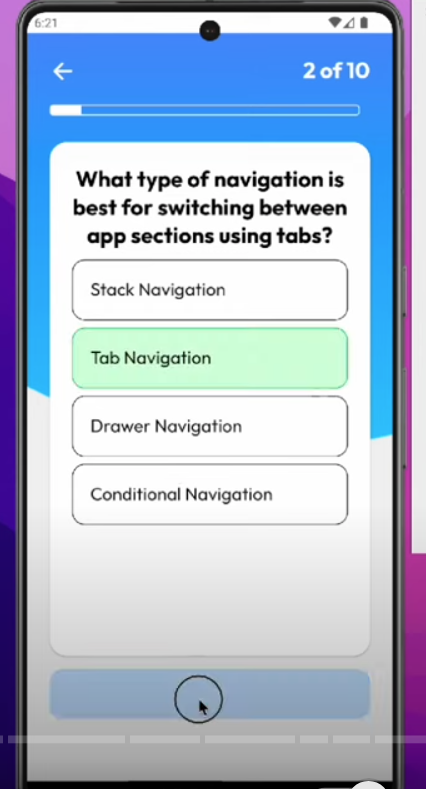 6:21
2 of 10
What type of navigation is
best for switching between
app sections using tabs?
Stack Navigation
Tab Navigation
Drawer Navigation
Conditional Navigation